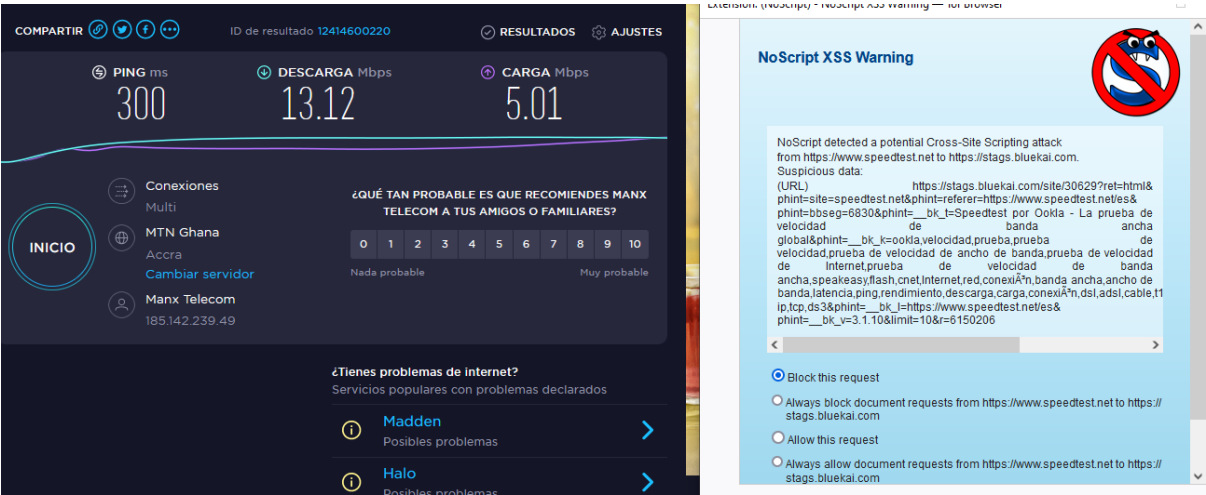 COMPARTIR
ID de resultado 12414600220
RESULTADOS
AJUSTES
PING ms
300
DESCARGA Mbps
13.12
CARGA Mbps
5.01
INICIO
Conexiones
Multi
MTN Ghana
Accra
Cambiar servidor
Manx Telecom
185.142.239.49
¿QUÉ TAN PROBABLE ES QUE RECOMIENDES MANX
TELECOM A TUS AMIGOS O FAMILIARES?
0 1 2 3 4 5 6 7 8 9 10
Nada probable
Muy probable
¿Tienes problemas de internet?
Servicios populares con problemas declarados
Madden
Posibles problemas
Halo
Posibles problemas
Extension: (NoScript) - NoScript XSS Warning — Tor Browser
NoScript XSS Warning
NoScript detected a potential Cross-Site Scripting attack
from https://www.speedtest.net to https://stags.bluekai.com.
Suspicious data:
(URL) https://stags.bluekai.com/site/30629?ret=html&
phint=site=speedtest.net&phint=referer=https://www.speedtest.net/es&
phint=bbseg=6830&phint=__bk_t=Speedtest por Ookla - La prueba de
velocidad de banda ancha
global&phint=__bk_k=ookla,velocidad,prueba,prueba de
velocidad,prueba de velocidad de ancho de banda,prueba de velocidad
de Internet,prueba de velocidad de banda
ancha,speakeasy,flash,cnet,Internet,red,conexiÃ³n,banda ancha,ancho de
banda,latencia,ping,rendimiento,descarga,carga,conexiÃ³n,dsl,adsl,cable,t1
ip,tcp,ds3&phint=__bk_l=https://www.speedtest.net/es&
phint=__bk_v=3.1.10&limit=10&r=6150206
Block this request
Always block document requests from https://www.speedtest.net to https://
stags.bluekai.com
Allow this request
Always allow document requests from https://www.speedtest.net to https://
stags.bluekai.com